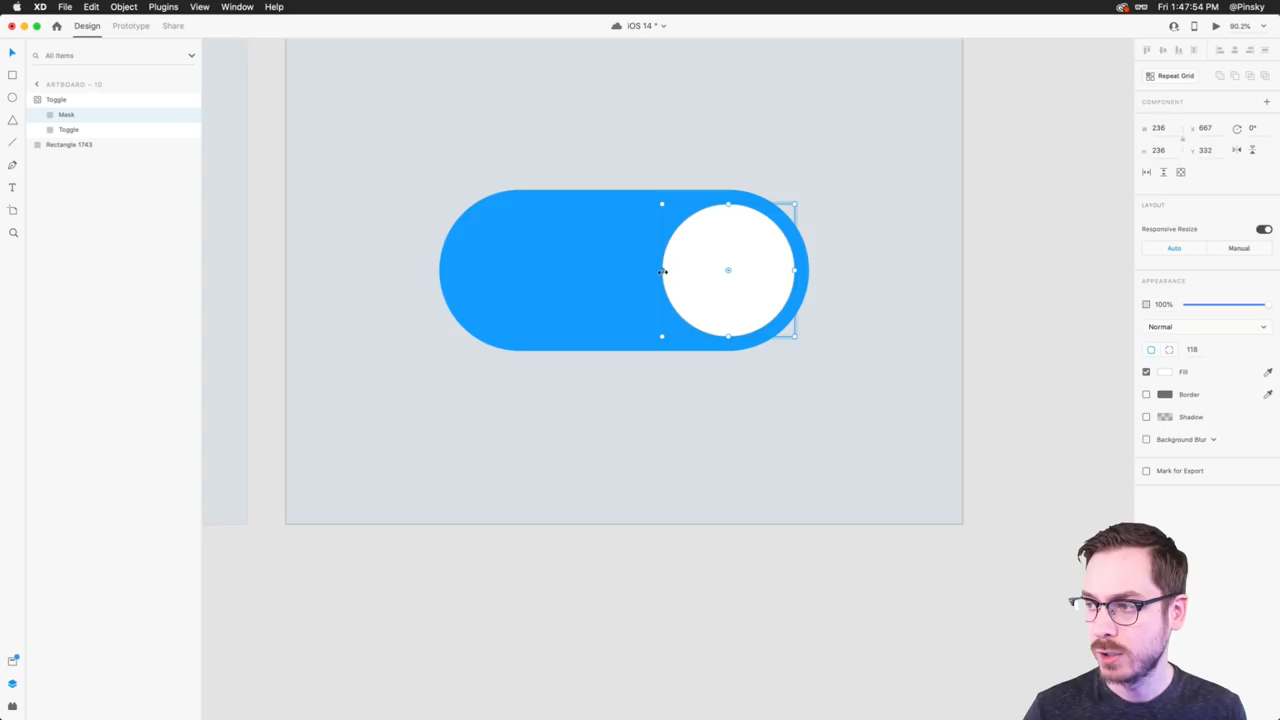 XD File Edit Object Plugins View Window Help
Fri 1:47:54 PM @Pinsky
Design Prototype Share
iOS 14 *
90.2%
All Items
ARTBOARD – 10
Toggle
Mask
Toggle
Rectangle 1743
Repeat Grid
COMPONENT
W 236 X 667 0°
H 236 Y 332
LAYOUT
Responsive Resize
Auto Manual
APPEARANCE
100%
Normal
118
Fill
Border
Shadow
Background Blur
Mark for Export